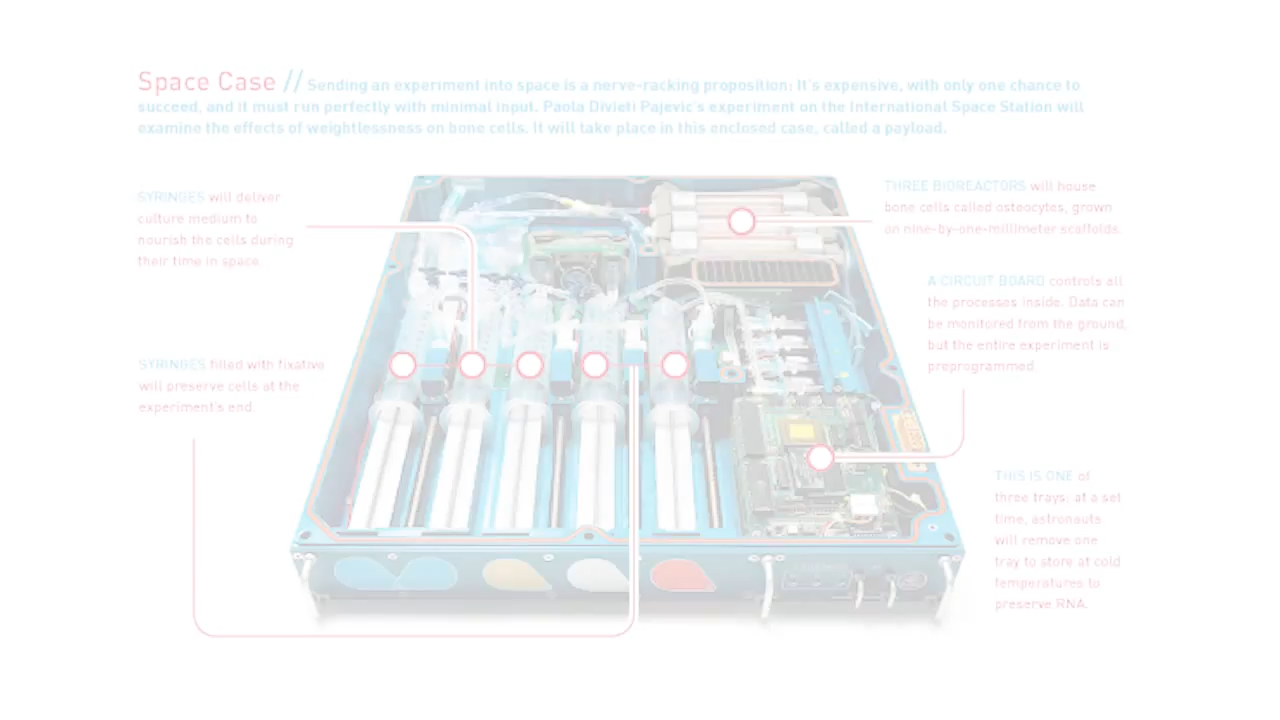 Space Case // Sending an experiment into space is a nerve-racking proposition: It's expensive, with only one chance to
succeed, and it must run perfectly with minimal input. Paola Divieti Pajevic's experiment on the International Space Station will
examine the effects of weightlessness on bone cells. It will take place in this enclosed case, called a payload.
SYRINGES will deliver
culture medium to
nourish the cells during
their time in space.
THREE BIOREACTORS will house
bone cells called osteocytes, grown
on nine-by-one-millimeter scaffolds.
A CIRCUIT BOARD controls all
the processes inside. Data can
be monitored from the ground,
but the entire experiment is
preprogrammed.
SYRINGES filled with fixative
will preserve cells at the
experiment's end.
THIS IS ONE of
three trays; at a set
time, astronauts
will remove one
tray to store at cold
temperatures to
preserve RNA.